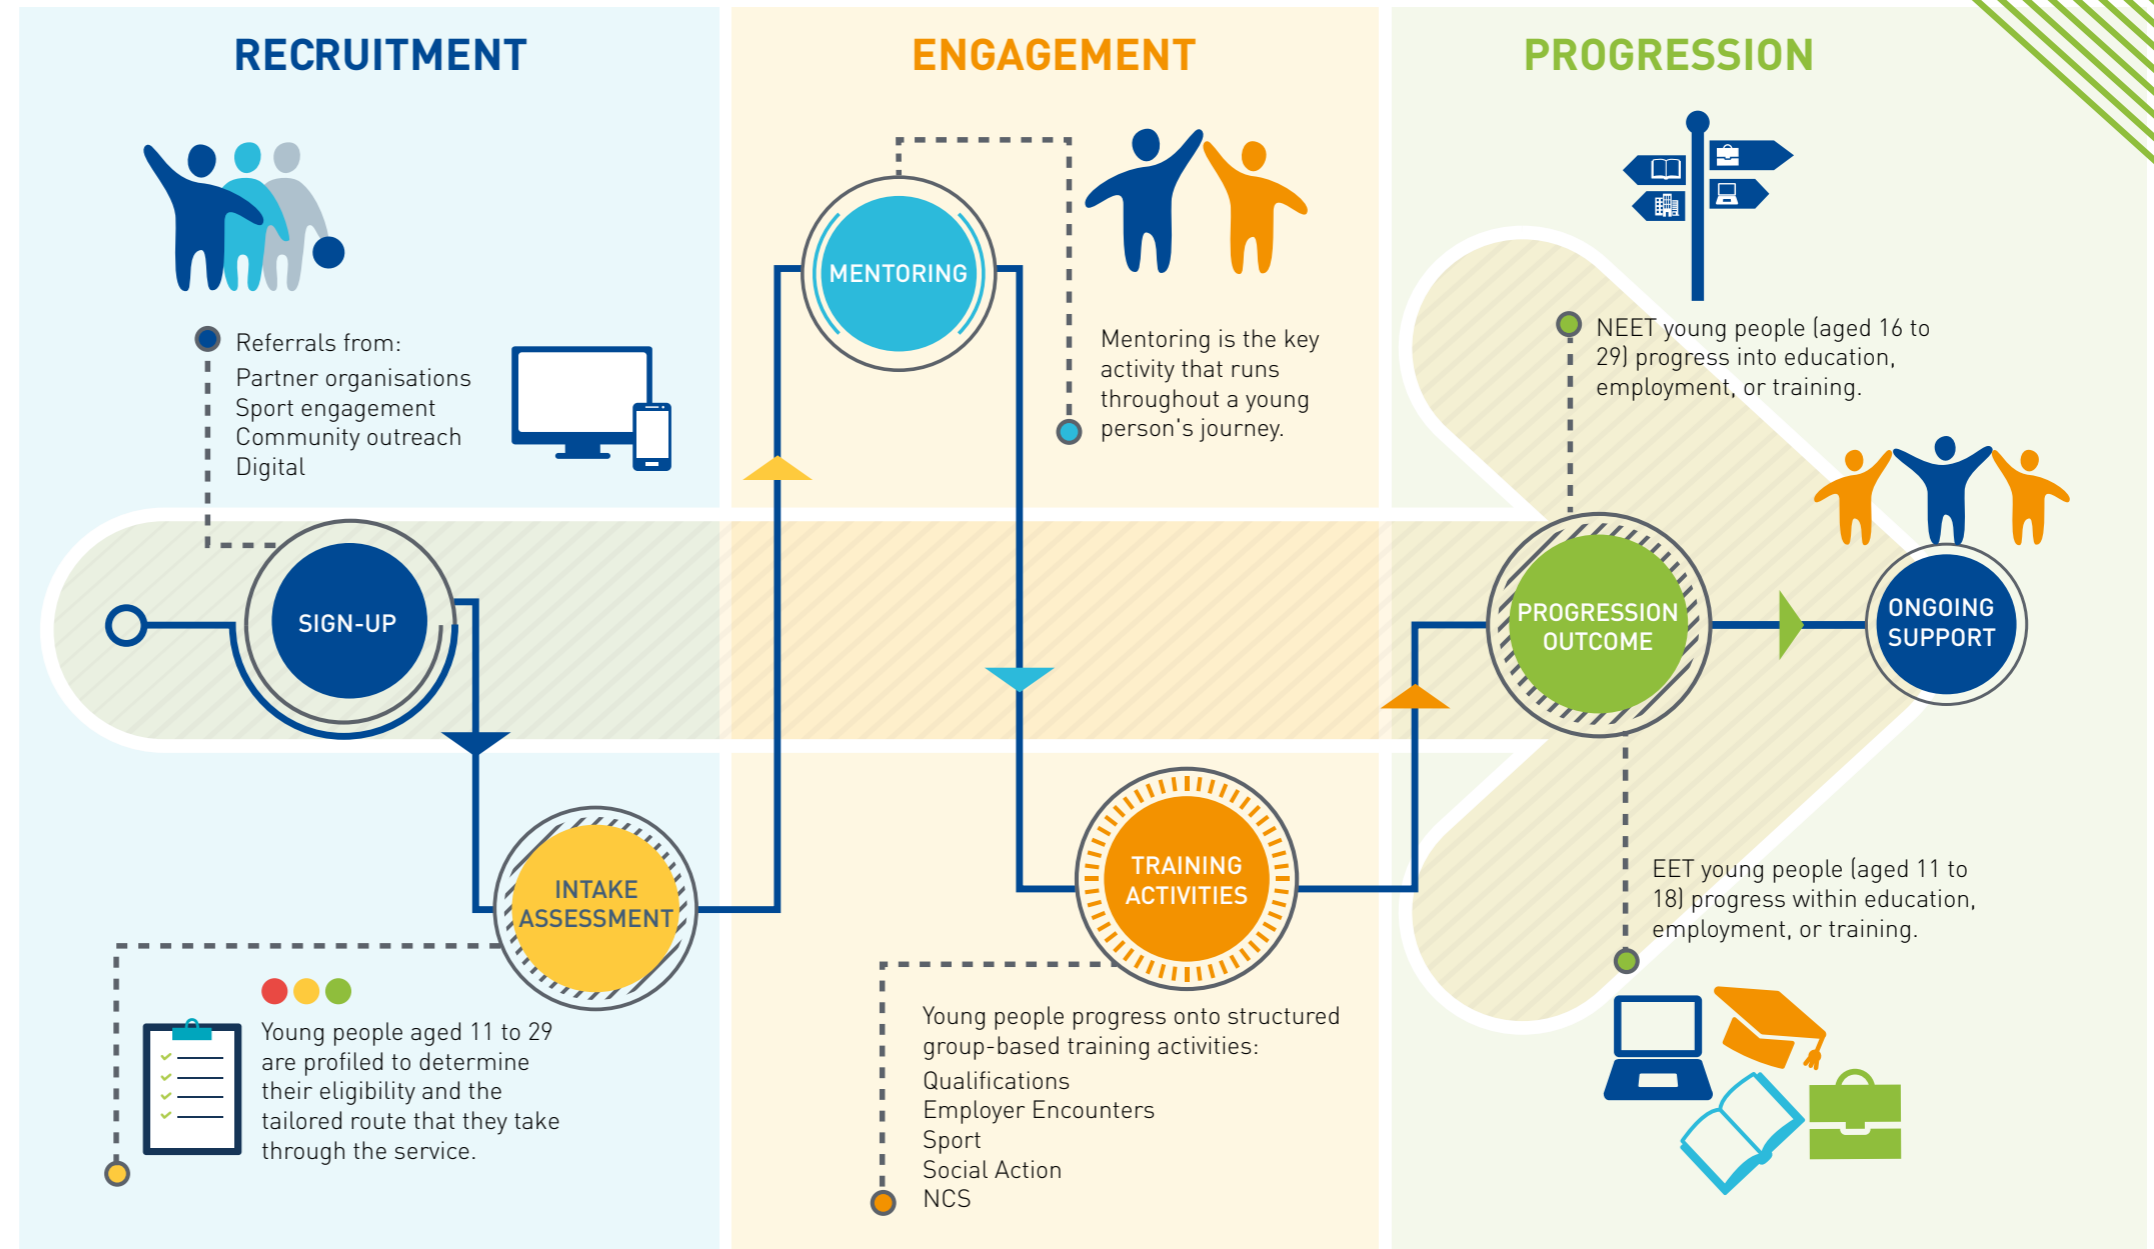 RECRUITMENT
Referrals from:
Partner organisations
Sport engagement
Community outreach
Digital
SIGN-UP
INTAKE
ASSESSMENT
Young people aged 11 to 29
are profiled to determine
their eligibility and the
tailored route that they take
through the service.
ENGAGEMENT
MENTORING
Mentoring is the key
activity that runs
throughout a young
person's journey.
TRAINING
ACTIVITIES
Young people progress onto structured
group-based training activities:
Qualifications
Employer Encounters
Sport
Social Action
NCS
PROGRESSION
NEET young people (aged 16 to
29) progress into education,
employment, or training.
PROGRESSION
OUTCOME
ONGOING
SUPPORT
EET young people (aged 11 to
18) progress within education,
employment, or training.